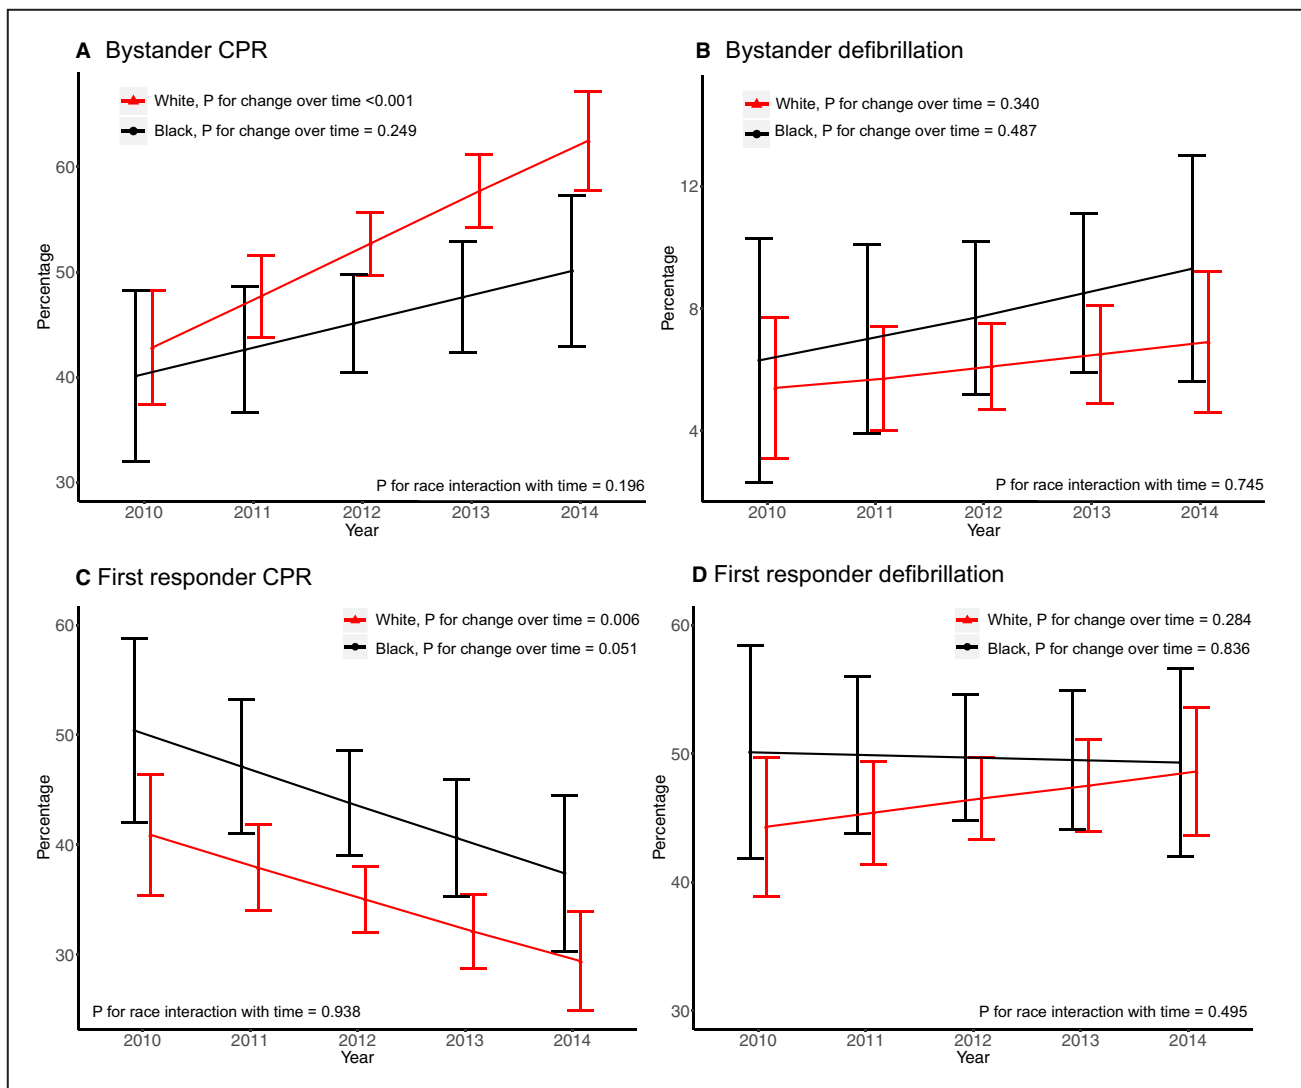 A Bystander CPR
White, P for change over time <0.001
Black, P for change over time = 0.249
60
50
40
30
Percentage
P for race interaction with time = 0.196
2010 2011 2012 2013 2014
Year
B Bystander defibrillation
White, P for change over time = 0.340
Black, P for change over time = 0.487
12
8
4
Percentage
P for race interaction with time = 0.745
2010 2011 2012 2013 2014
Year
C First responder CPR
White, P for change over time = 0.006
Black, P for change over time = 0.051
60
50
40
30
Percentage
P for race interaction with time = 0.938
2010 2011 2012 2013 2014
Year
D First responder defibrillation
White, P for change over time = 0.284
Black, P for change over time = 0.836
60
50
40
30
Percentage
P for race interaction with time = 0.495
2010 2011 2012 2013 2014
Year